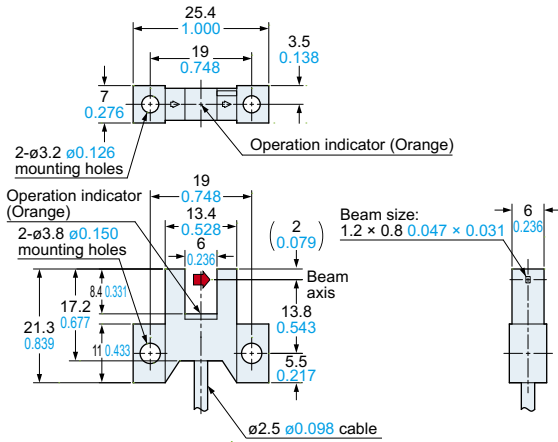 25.4
1.000
19
0.748
3.5
0.138
7
0.276
2-ø3.2 ø0.126
mounting holes
Operation indicator (Orange)
Operation indicator
(Orange)
2-ø3.8 ø0.150
mounting holes
19
0.748
13.4
0.528
6
0.236
( 2
0.079 )
Beam
axis
8.4 0.331
17.2
0.677
21.3
0.839
11 0.433
13.8
0.543
5.5
0.217
ø2.5 ø0.098 cable
Beam size:
1.2 × 0.8 0.047 × 0.031
6
0.236